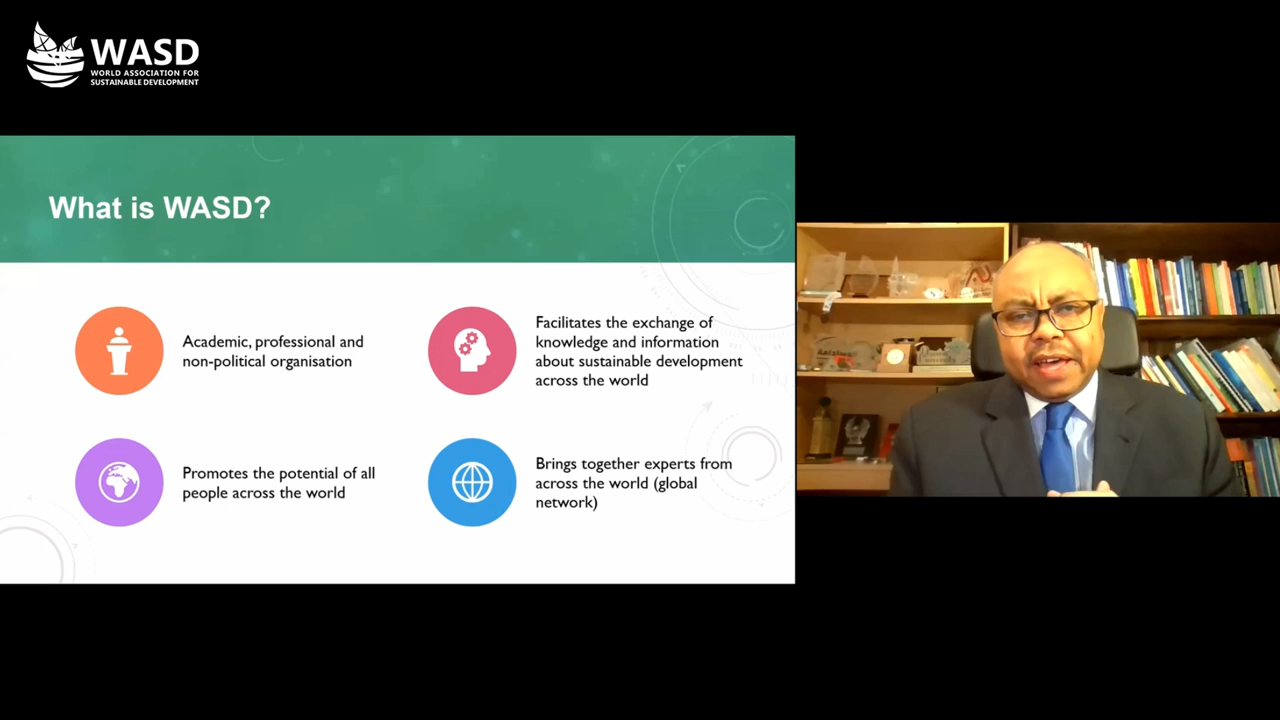 WASD
WORLD ASSOCIATION FOR
SUSTAINABLE DEVELOPMENT
What is WASD?
Academic, professional and
non-political organisation
Facilitates the exchange of
knowledge and information
about sustainable development
across the world
Promotes the potential of all
people across the world
Brings together experts from
across the world (global
network)